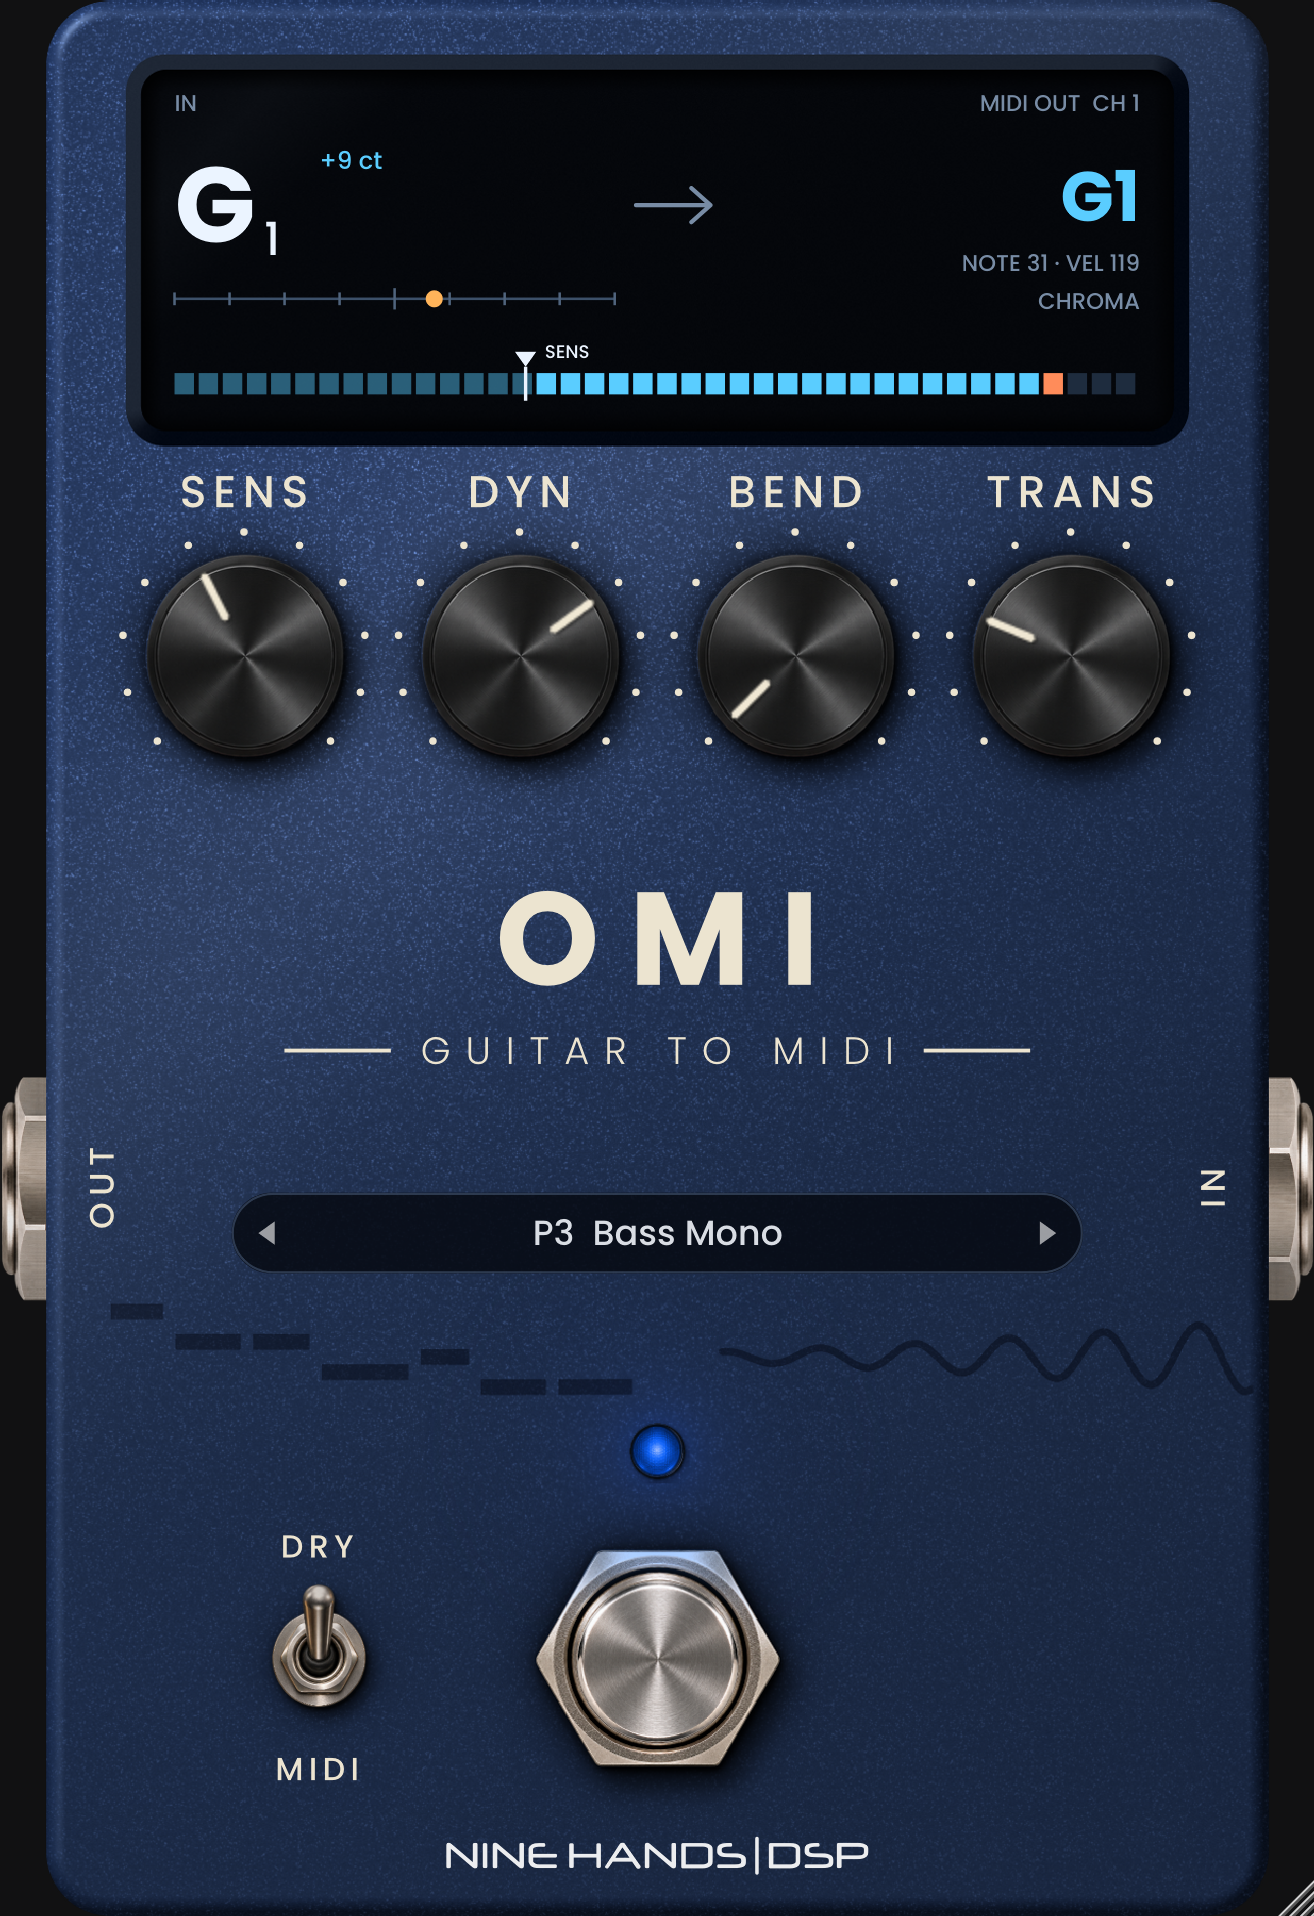 IN
MIDI OUT CH 1
+9 ct
G1
G1
NOTE 31 · VEL 119
CHROMA
SENS
SENS DYN BEND TRANS
OMI
GUITAR TO MIDI
OUT
IN
P3 Bass Mono
DRY
MIDI
NINE HANDS|DSP